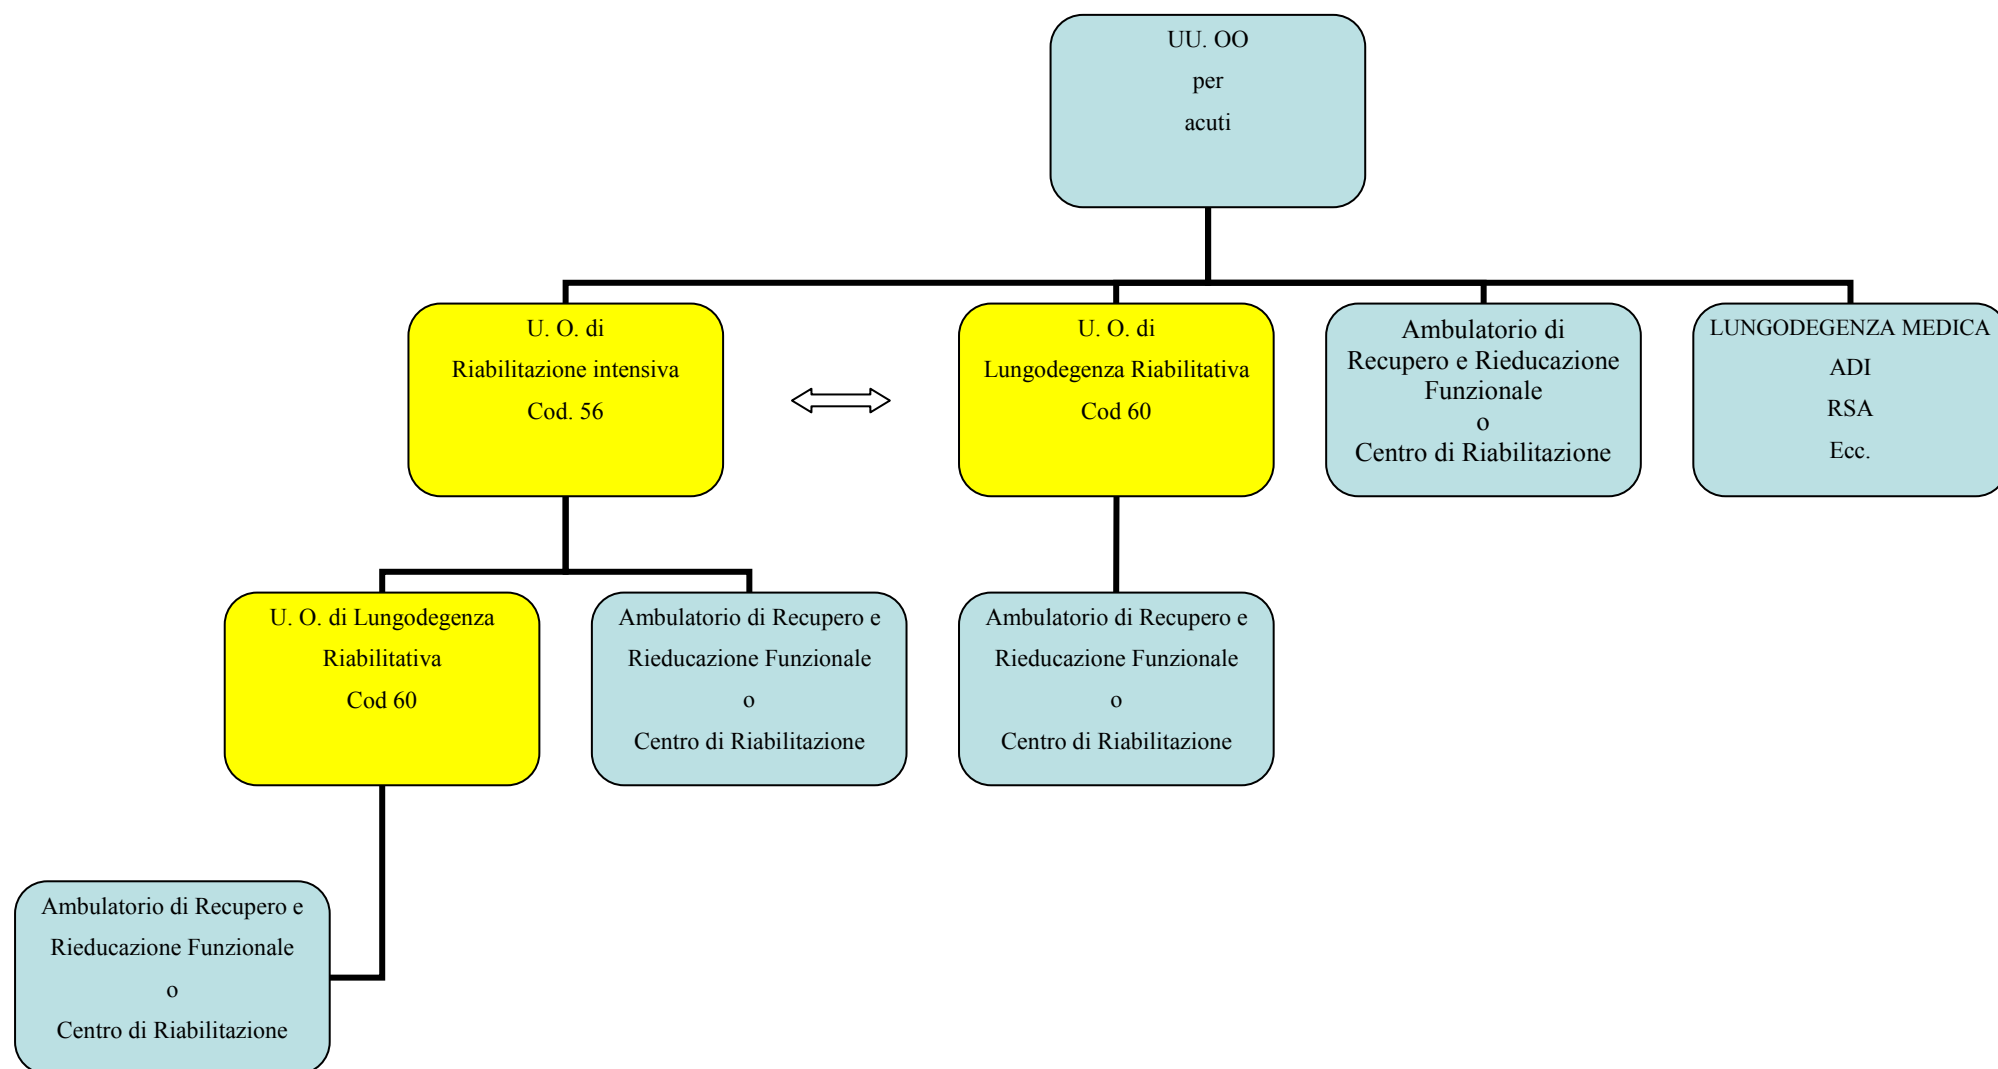 UU. OO
per
acuti
U. O. di
Riabilitazione intensiva
Cod. 56
U. O. di
Lungodegenza Riabilitativa
Cod 60
Ambulatorio di
Recupero e Rieducazione
Funzionale
o
Centro di Riabilitazione
LUNGODEGENZA MEDICA
ADI
RSA
Ecc.
U. O. di Lungodegenza
Riabilitativa
Cod 60
Ambulatorio di Recupero e
Rieducazione Funzionale
o
Centro di Riabilitazione
Ambulatorio di Recupero e
Rieducazione Funzionale
o
Centro di Riabilitazione
Ambulatorio di Recupero e
Rieducazione Funzionale
o
Centro di Riabilitazione